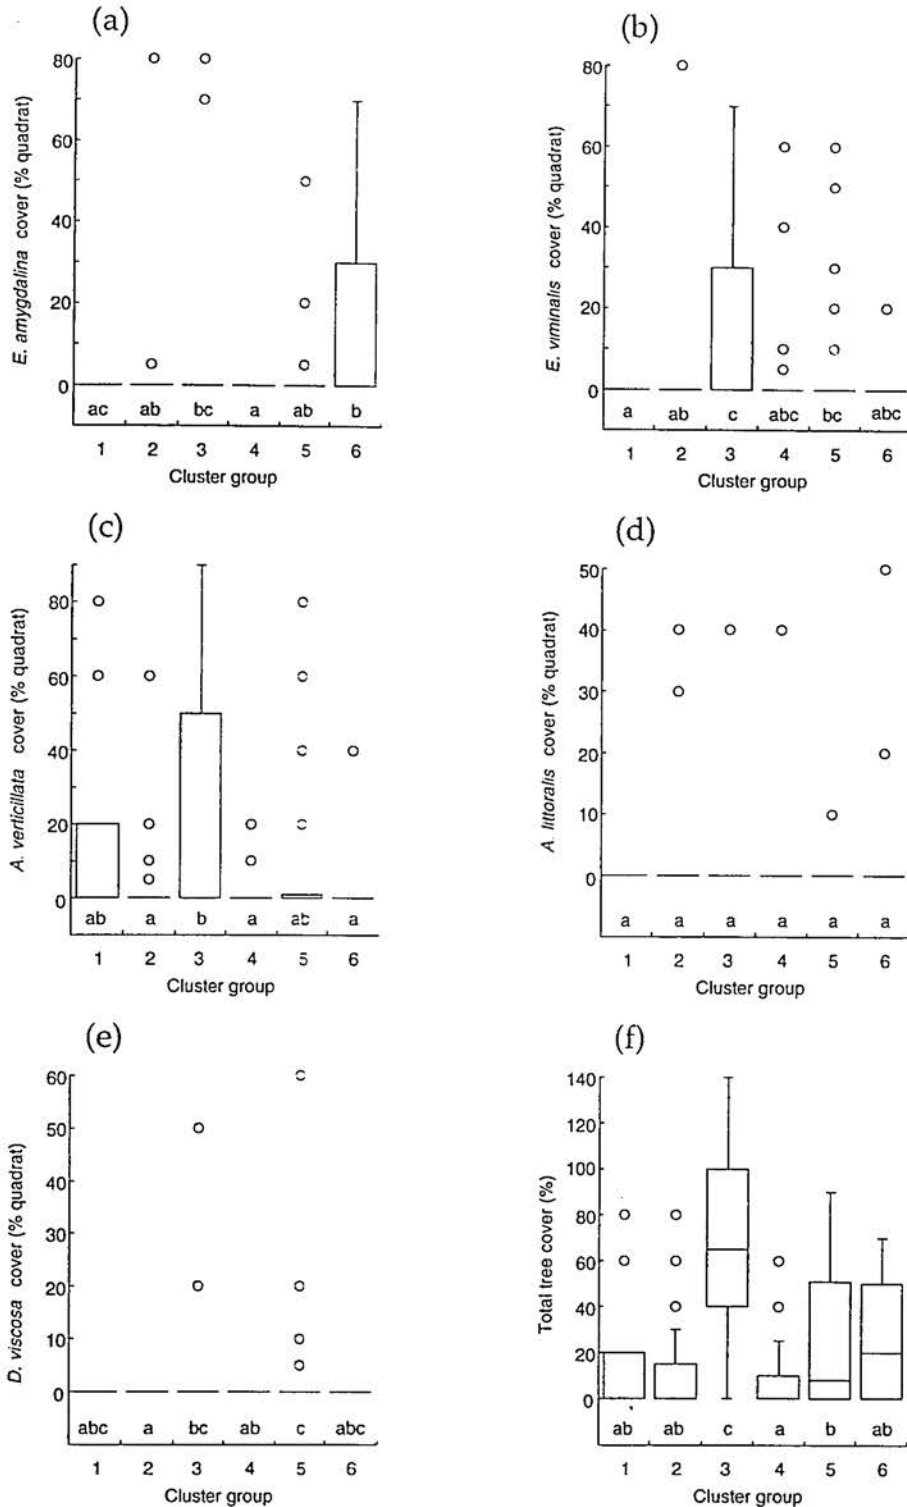 (a)
E. amygdalina cover (% quadrat)
80
60
40
20
0
ac ab bc a ab b
1 2 3 4 5 6
Cluster group
(b)
E. viminalis cover (% quadrat)
80
60
40
20
0
a ab c abc bc abc
1 2 3 4 5 6
Cluster group
(c)
A. verticillata cover (% quadrat)
80
60
40
20
0
ab a b a ab a
1 2 3 4 5 6
Cluster group
(d)
A. littoralis cover (% quadrat)
50
40
30
20
10
0
a a a a a a
1 2 3 4 5 6
Cluster group
(e)
D. viscosa cover (% quadrat)
60
50
40
30
20
10
0
abc a bc ab c abc
1 2 3 4 5 6
Cluster group
(f)
Total tree cover (%)
140
120
100
80
60
40
20
0
ab ab c a b ab
1 2 3 4 5 6
Cluster group